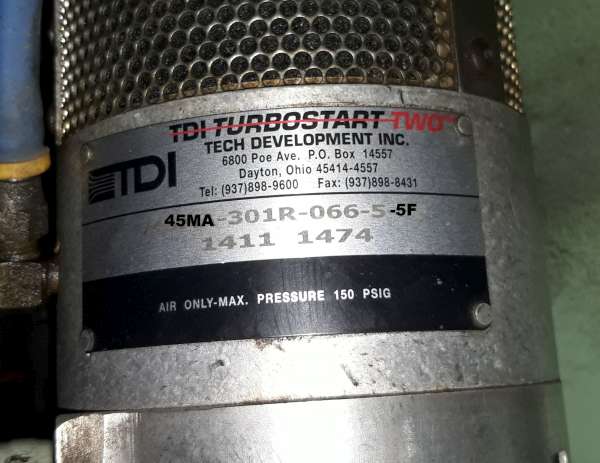 TDI TURBOSTART TWO
TECH DEVELOPMENT INC.
6800 Poe Ave. P.O. Box 14557
Dayton, Ohio 45414-4557
Tel: (937)898-9600 Fax: (937)898-8431
TDI
45MA-301R-066-5-5F
1411 1474
AIR ONLY-MAX. PRESSURE 150 PSIG